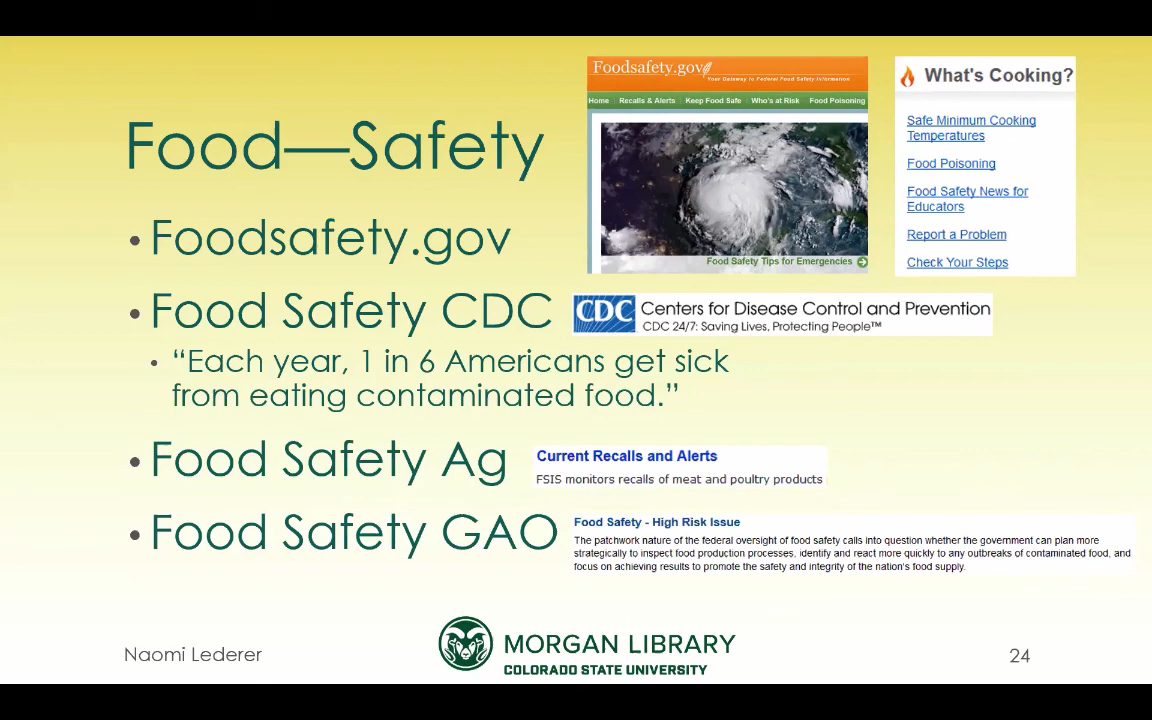 Food—Safety
Foodsafety.gov
Your Gateway to Federal Food Safety Information
Home | Recalls & Alerts | Keep Food Safe | Who's at Risk | Food Poisoning
Food Safety Tips for Emergencies
What's Cooking?
Safe Minimum Cooking
Temperatures
Food Poisoning
Food Safety News for
Educators
Report a Problem
Check Your Steps
• Foodsafety.gov
• Food Safety CDC
CDC Centers for Disease Control and Prevention
CDC 24/7: Saving Lives, Protecting People™
• “Each year, 1 in 6 Americans get sick
from eating contaminated food.”
• Food Safety Ag
Current Recalls and Alerts
FSIS monitors recalls of meat and poultry products
• Food Safety GAO
Food Safety - High Risk Issue
The patchwork nature of the federal oversight of food safety calls into question whether the government can plan more
strategically to inspect food production processes, identify and react more quickly to any outbreaks of contaminated food, and
focus on achieving results to promote the safety and integrity of the nation's food supply.
Naomi Lederer
MORGAN LIBRARY
COLORADO STATE UNIVERSITY
24